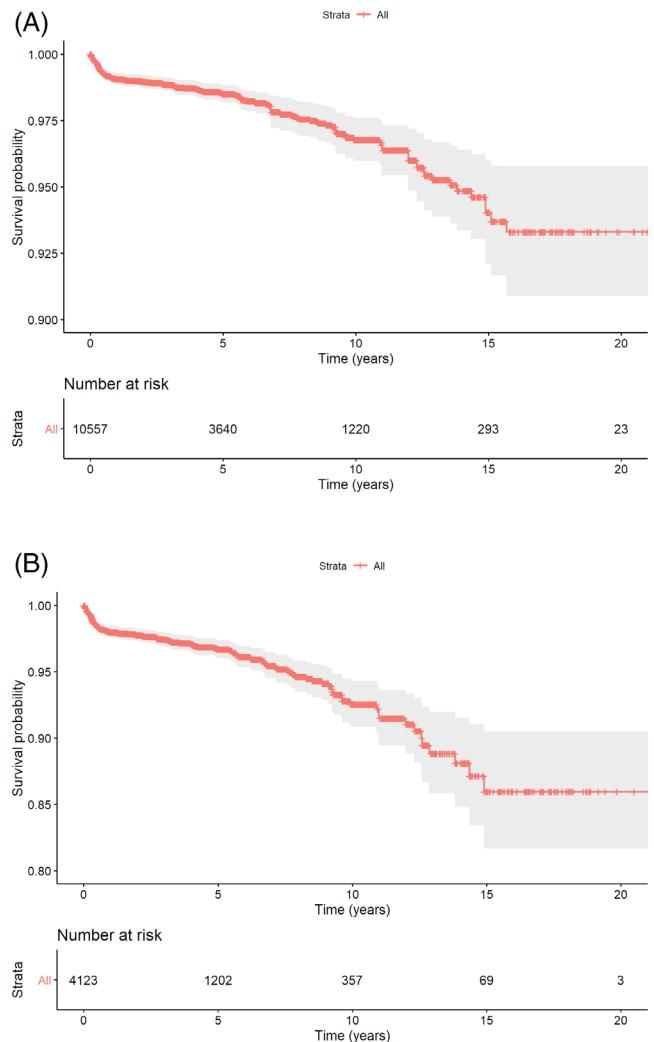 (A)
Strata All
1.000
0.975
0.950
0.925
0.900
Survival probability
0 5 10 15 20
Time (years)
Number at risk
Strata
All 10557 3640 1220 293 23
0 5 10 15 20
Time (years)
(B)
Strata All
1.00
0.95
0.90
0.85
0.80
Survival probability
0 5 10 15 20
Time (years)
Number at risk
Strata
All 4123 1202 357 69 3
0 5 10 15 20
Time (years)